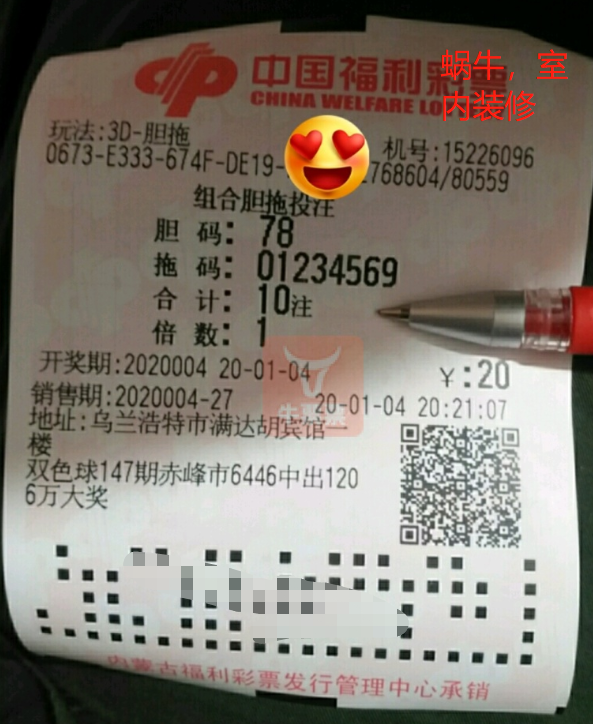 中国福利彩票
CHINA WELFARE LO
蜗牛，室
内装修
玩法:3D-胆拖
机号:15226096
0673-E333-674F-DE19- 768604/80559
组合胆拖投注
胆 码: 78
拖 码: 01234569
合 计: 10注
倍 数: 1
开奖期:2020004 20-01-04
￥:20
销售期:2020004-27 20-01-04 20:21:07
地址:乌兰浩特市满达胡宾馆一
楼
牛彩票
双色球147期赤峰市6446中出120
6万大奖
内蒙古福利彩票发行管理中心承销